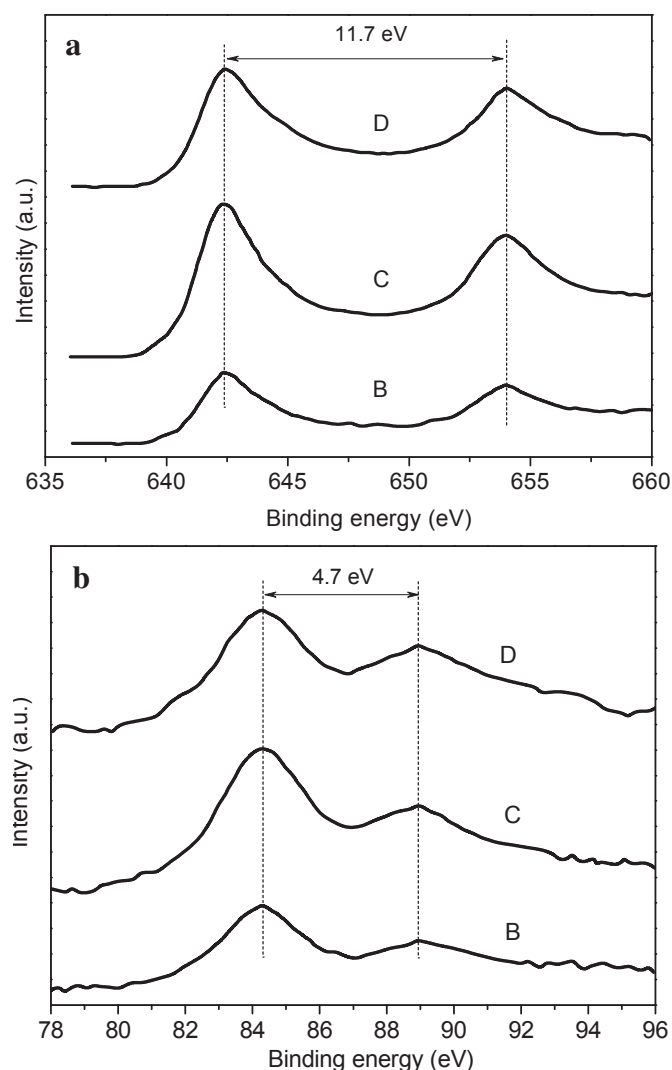 a
11.7 eV
D
C
B
Intensity (a.u.)
635 640 645 650 655 660
Binding energy (eV)
b
4.7 eV
D
C
B
Intensity (a.u.)
78 80 82 84 86 88 90 92 94 96
Binding energy (eV)